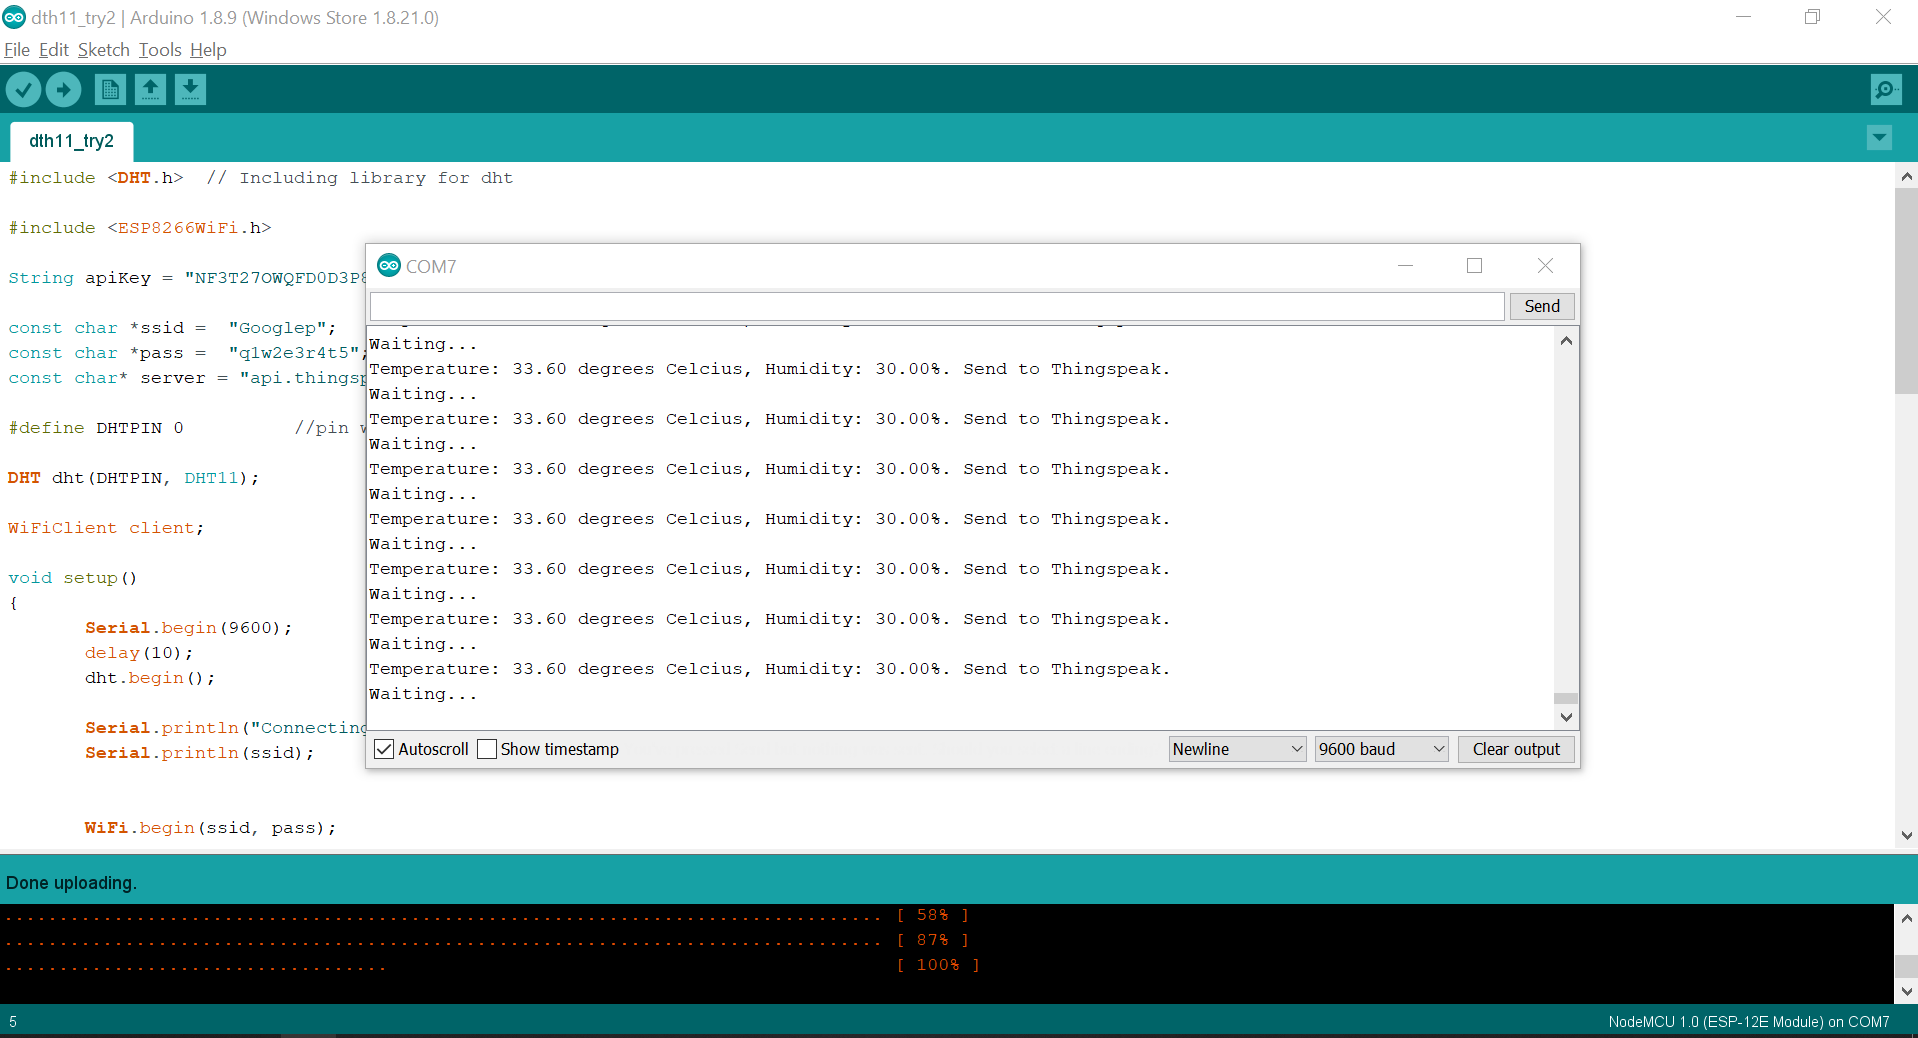 dth11_try2 | Arduino 1.8.9 (Windows Store 1.8.21.0)
File Edit Sketch Tools Help
dth11_try2
#include <DHT.h>  // Including library for dht
#include <ESP8266WiFi.h>
String apiKey = "NF3T27OWQFD0D3P8
const char *ssid =  "Googlep";
const char *pass =  "q1w2e3r4t5";
const char* server = "api.thingsp
#define DHTPIN 0          //pin w
DHT dht(DHTPIN, DHT11);
WiFiClient client;
void setup()
{
Serial.begin(9600);
delay(10);
dht.begin();
Serial.println("Connecting
Serial.println(ssid);
WiFi.begin(ssid, pass);
COM7
Send
Waiting...
Temperature: 33.60 degrees Celcius, Humidity: 30.00%. Send to Thingspeak.
Waiting...
Temperature: 33.60 degrees Celcius, Humidity: 30.00%. Send to Thingspeak.
Waiting...
Temperature: 33.60 degrees Celcius, Humidity: 30.00%. Send to Thingspeak.
Waiting...
Temperature: 33.60 degrees Celcius, Humidity: 30.00%. Send to Thingspeak.
Waiting...
Temperature: 33.60 degrees Celcius, Humidity: 30.00%. Send to Thingspeak.
Waiting...
Temperature: 33.60 degrees Celcius, Humidity: 30.00%. Send to Thingspeak.
Waiting...
Temperature: 33.60 degrees Celcius, Humidity: 30.00%. Send to Thingspeak.
Waiting...
Autoscroll Show timestamp Newline 9600 baud Clear output
Done uploading.
................................................................................ [ 58% ]
................................................................................ [ 87% ]
................................... [ 100% ]
5 NodeMCU 1.0 (ESP-12E Module) on COM7